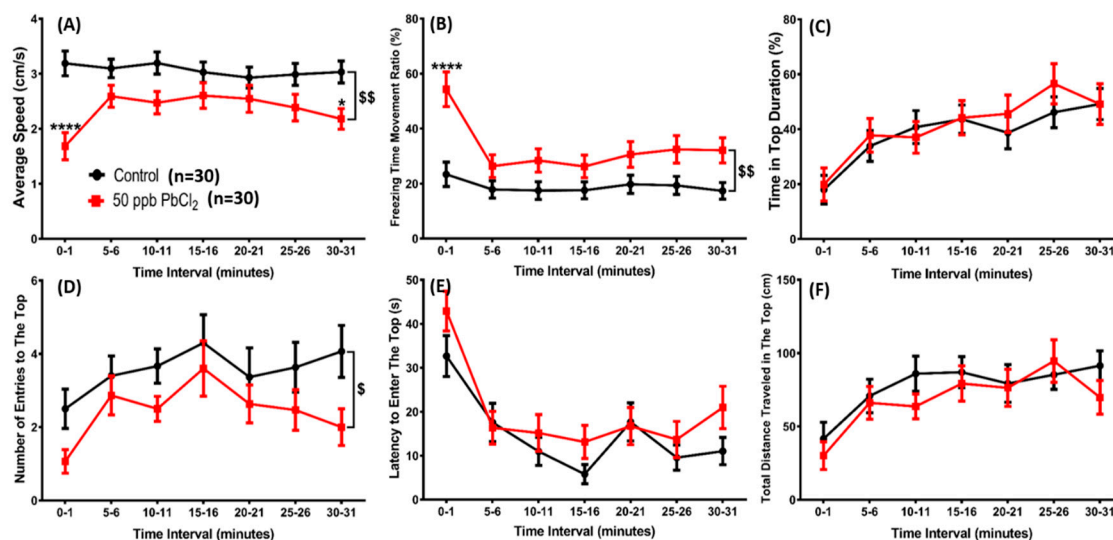 (A)
Average Speed (cm/s)
4
3
2
1
0
****
*
$$
Control (n=30)
50 ppb PbCl₂ (n=30)
0-1 5-6 10-11 15-16 20-21 25-26 30-31
Time Interval (minutes)
(B)
Freezing Time Movement Ratio (%)
80
60
40
20
0
****
$$
0-1 5-6 10-11 15-16 20-21 25-26 30-31
Time Interval (minutes)
(C)
Time in Top Duration (%)
80
60
40
20
0
0-1 5-6 10-11 15-16 20-21 25-26 30-31
Time Interval (minutes)
(D)
Number of Entries to The Top
6
4
2
0
$
0-1 5-6 10-11 15-16 20-21 25-26 30-31
Time Interval (minutes)
(E)
Latency to Enter The Top (s)
50
40
30
20
10
0
0-1 5-6 10-11 15-16 20-21 25-26 30-31
Time Interval (minutes)
(F)
Total Distance Traveled in The Top (cm)
150
100
50
0
0-1 5-6 10-11 15-16 20-21 25-26 30-31
Time Interval (minutes)